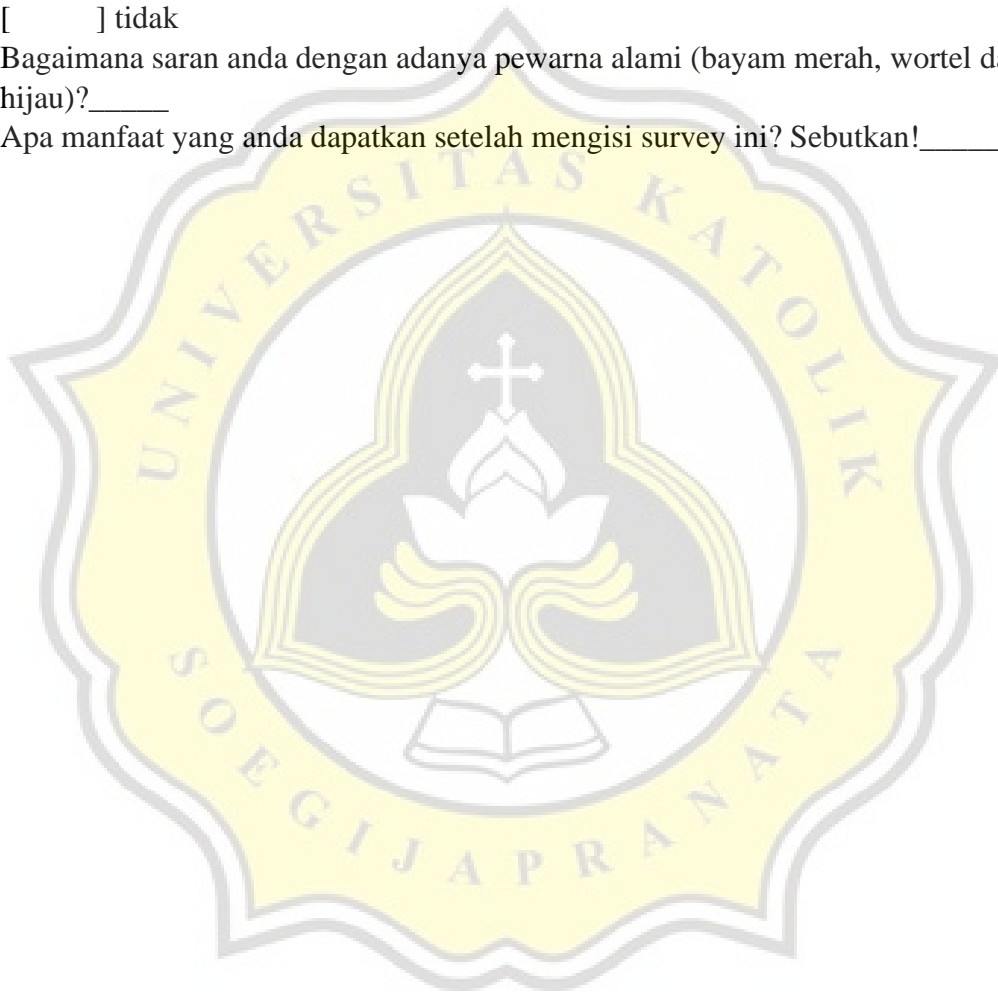 [ ] tidak
Bagaimana saran anda dengan adanya pewarna alami (bayam merah, wortel
hijau)?_____
Apa manfaat yang anda dapatkan setelah mengisi survey ini? Sebutkan!_____
UNIVERSITAS KATOLIK
SOEGIJAPRANATA